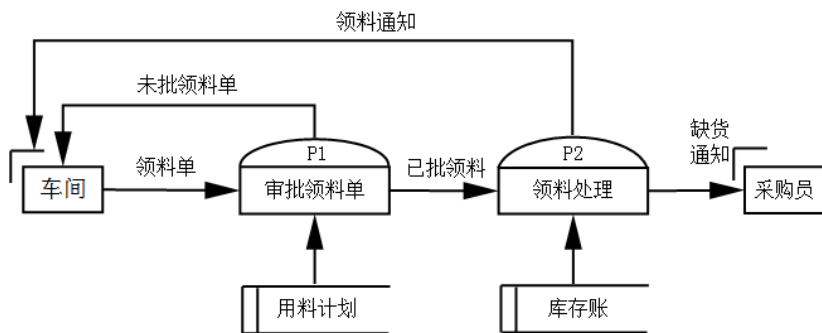 领料通知
未批领料单
P1
P2
缺货
通知
车间
领料单
审批领料单
已批领料
领料处理
采购员
用料计划
库存账